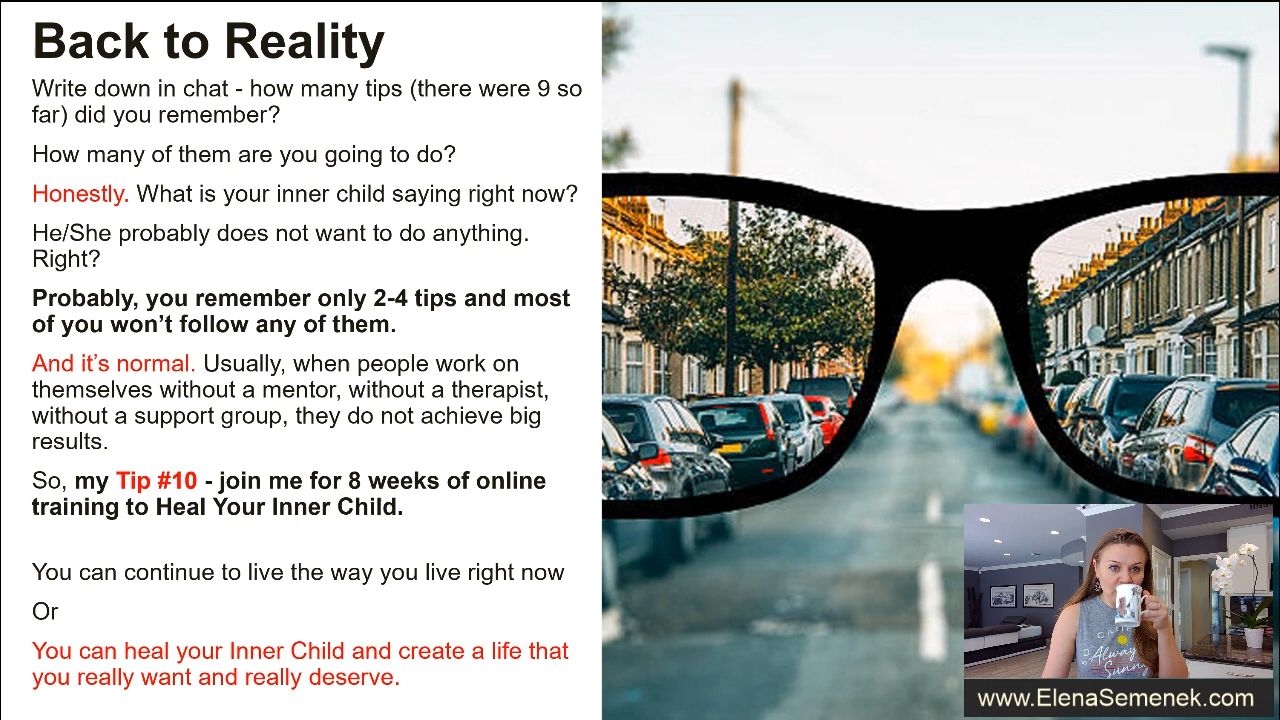 Back to Reality
Write down in chat - how many tips (there were 9 so
far) did you remember?
How many of them are you going to do?
Honestly. What is your inner child saying right now?
He/She probably does not want to do anything.
Right?
Probably, you remember only 2-4 tips and most
of you won’t follow any of them.
And it’s normal. Usually, when people work on
themselves without a mentor, without a therapist,
without a support group, they do not achieve big
results.
So, my Tip #10 - join me for 8 weeks of online
training to Heal Your Inner Child.
You can continue to live the way you live right now
Or
You can heal your Inner Child and create a life that
you really want and really deserve.
Always
www.ElenaSemenek.com